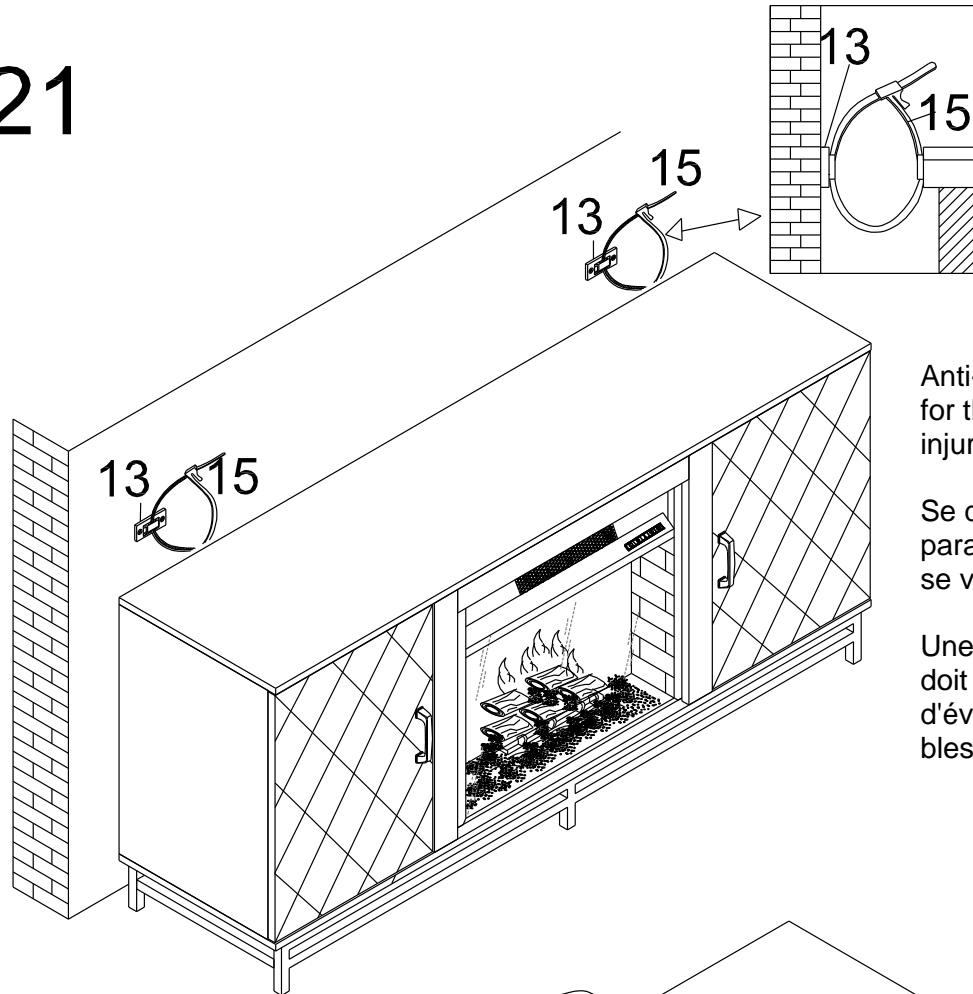 21
13
15
15
13
13
15
Anti-
for th
injur
Se c
para
se v
Une
doit
d'év
bles